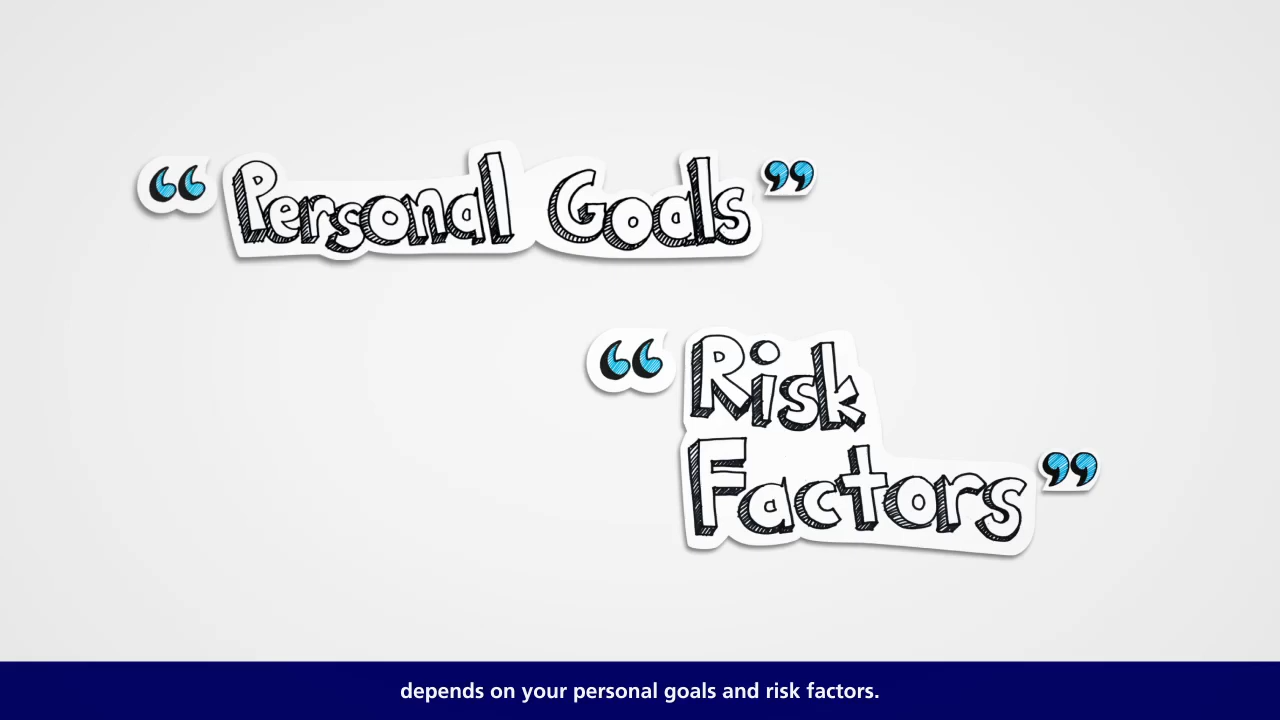 “Personal Goals”
“Risk
Factors”
depends on your personal goals and risk factors.